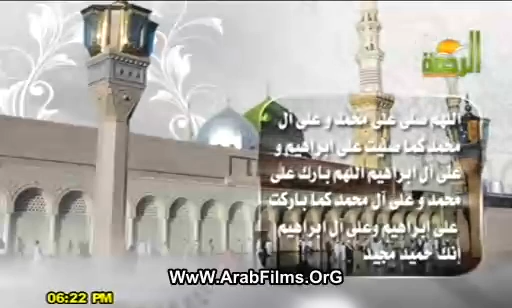 الرحمة
اللهم صلى على محمد و على آل
محمد كما صليت على ابراهيم و
على آل ابراهيم اللهم بارك على
محمد و على آل محمد كما باركت
على ابراهيم وعلى آل ابراهيم
إنك حميد مجيد
WwW.ArabFilms.OrG
06:22 PM